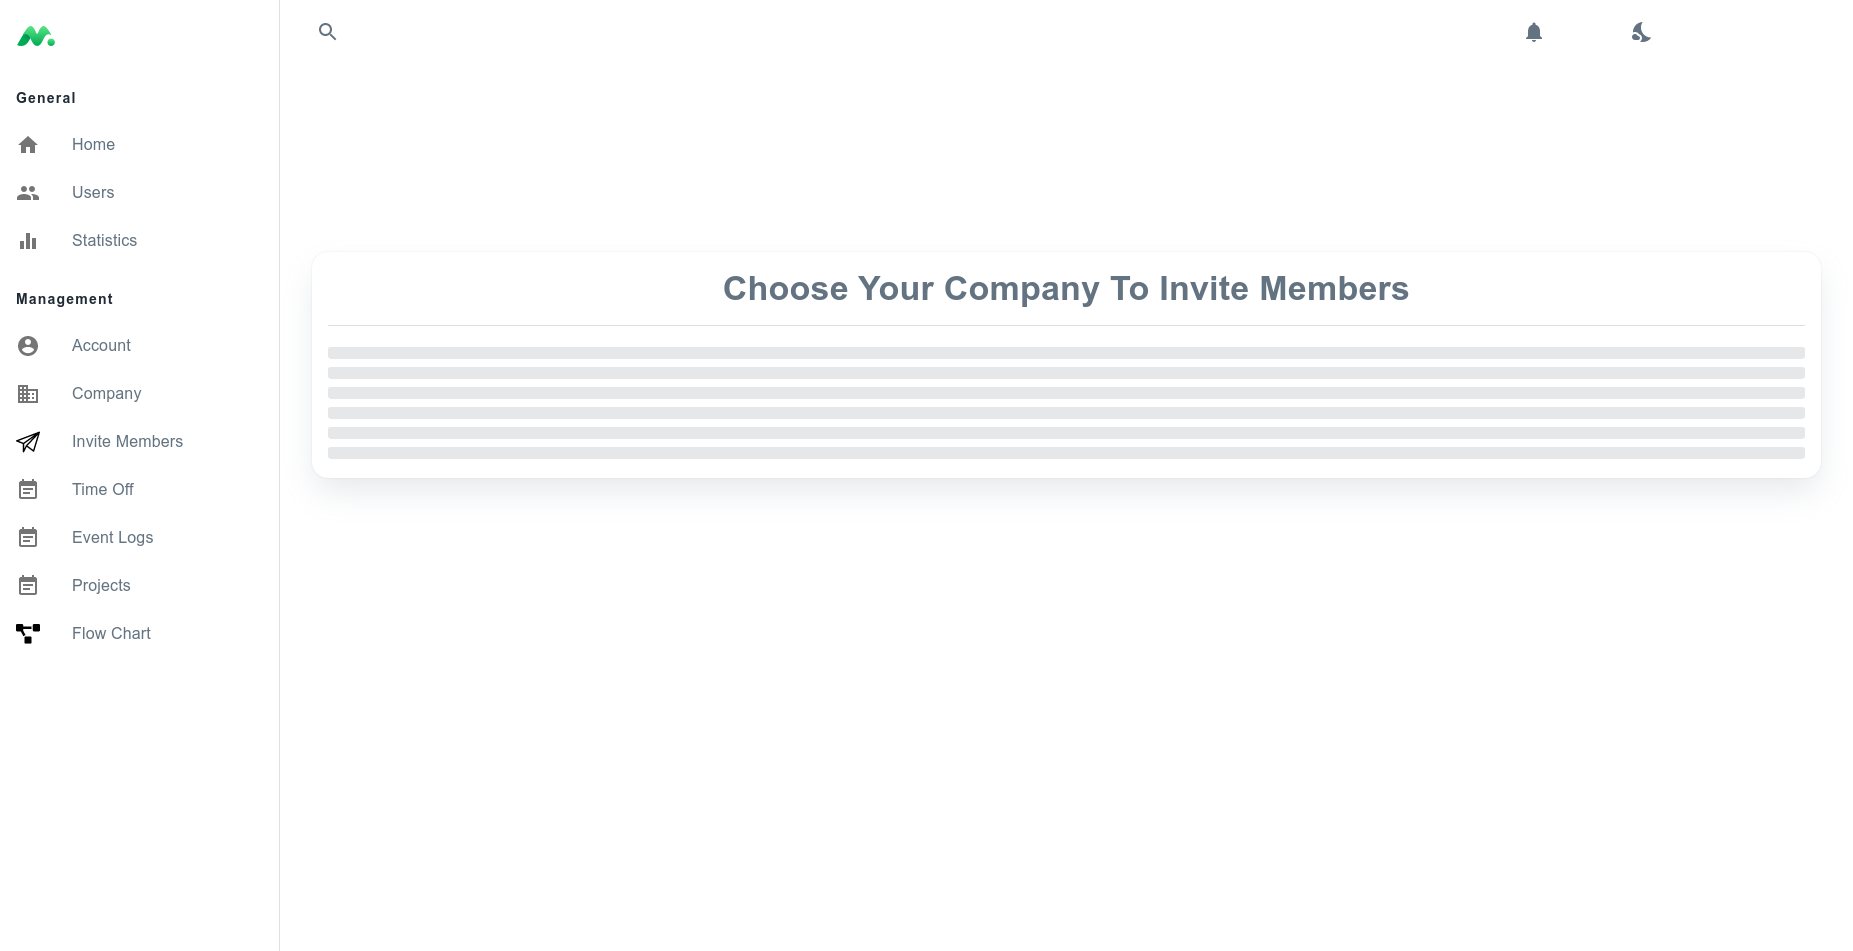 General
Home
Users
Statistics
Management
Account
Company
Invite Members
Time Off
Event Logs
Projects
Flow Chart
Choose Your Company To Invite Members